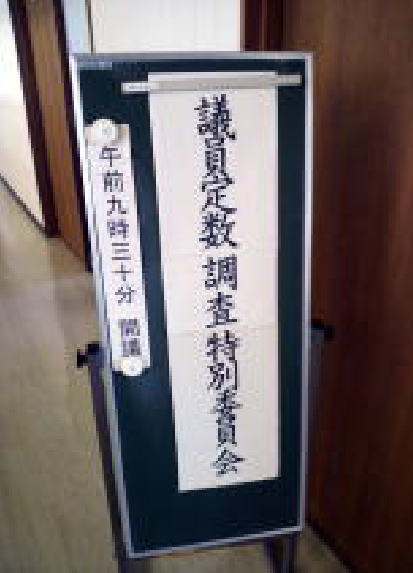 議員定数調査特別委員会
午前九時三十分 開議